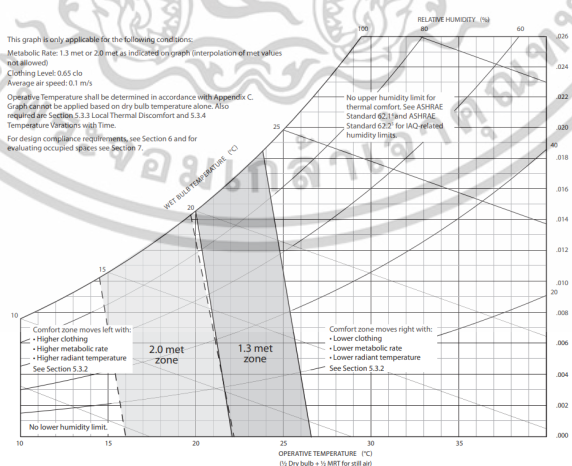 RELATIVE HUMIDITY (%)
100
80
60
This graph is only applicable for the following conditions:
Metabolic Rate: 1.3 met or 2.0 met as indicated on graph (interpolation of met values
not allowed)
Clothing Level: 0.65 clo
Average air speed: 0.1 m/s
Operative Temperature shall be determined in accordance with Appendix C.
Graph cannot be applied based on dry bulb temperature alone. Also
required are Section 5.3.3 Local Thermal Discomfort and 5.3.4
Temperature Varations with Time.
For design compliance requirements, see Section 6 and for
evaluating occupied spaces see Section 7.
No upper humidity limit for
thermal comfort. See ASHRAE
Standard 62.1 and ASHRAE
Standard 62.2 for IAQ-related
humidity limits.
WET BULB TEMPERATURE (°C)
10
15
20
25
.026
.024
.022
.020
40
.018
.016
.014
.012
.010
20
.008
.006
.004
.002
.000
Comfort zone moves left with:
• Higher clothing
• Higher metabolic rate
• Higher radiant temperature
See Section 5.3.2
2.0 met
zone
1.3 met
zone
Comfort zone moves right with:
• Lower clothing
• Lower metabolic rate
• Lower radiant temperature
See Section 5.3.2
No lower humidity limit.
10
15
20
25
30
35
OPERATIVE TEMPERATURE (°C)
(½ Dry bulb + ½ MRT for still air)